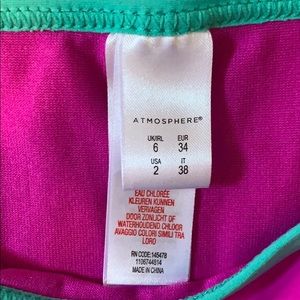 ATMOSPHERE®
UK/IRL EUR
6 34
USA IT
2 38
EAU CHLORÉE
KLEUREN KUNNEN
VERVAGEN
DOOR ZONLICHT OF
WATERHOUDEND CHLOOR
AVAGGIO COLORI SIMILI TRA
LORO
RN CODE:145478
MADE IN CHINA